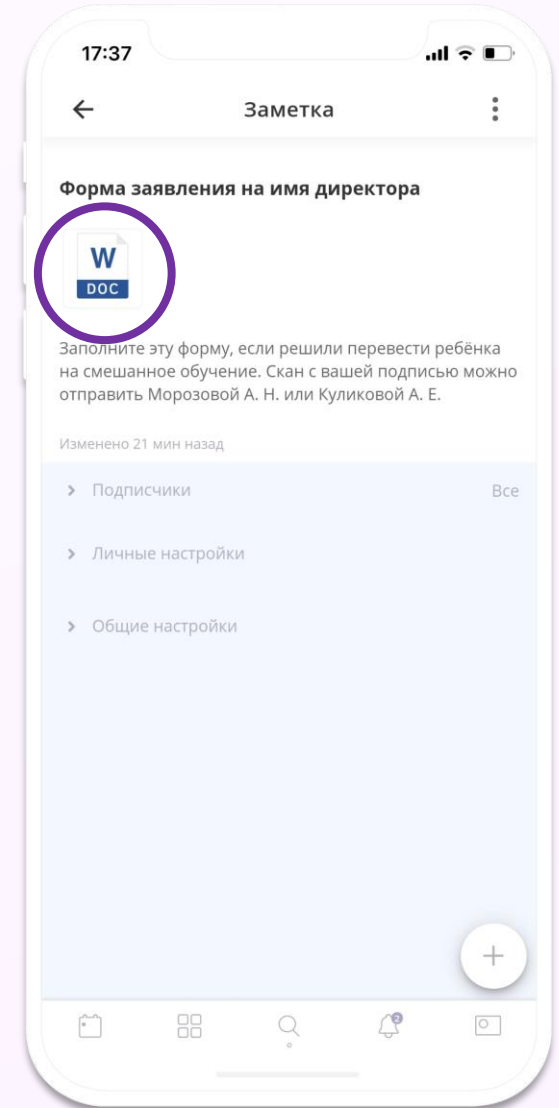 17:37
Заметка
Форма заявления на имя директора
W
DOC
Заполните эту форму, если решили перевести ребёнка
на смешанное обучение. Скан с вашей подписью можно
отправить Морозовой А. Н. или Куликовой А. Е.
Изменено 21 мин назад
Подписчики Все
Личные настройки
Общие настройки
2